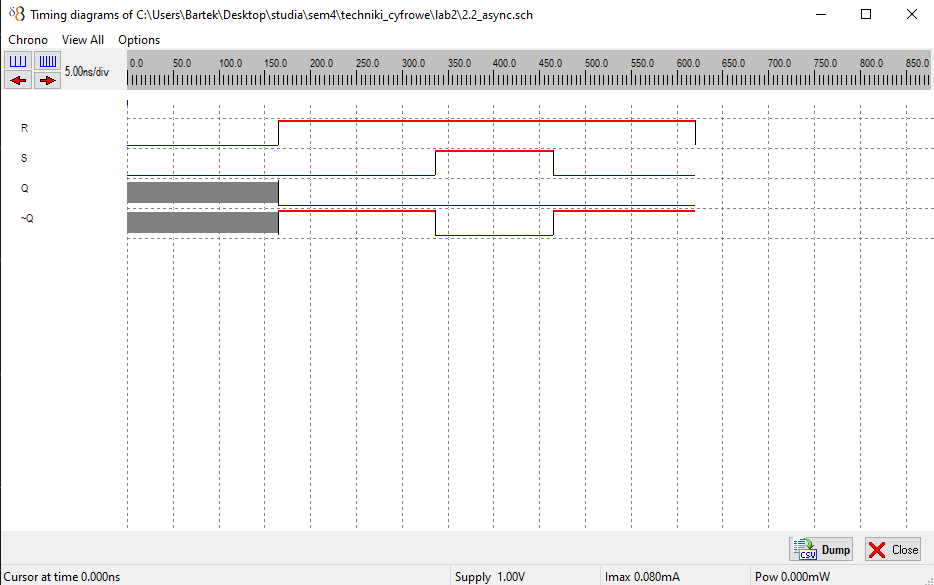 Timing diagrams of C:\Users\Bartek\Desktop\studia\sem4\techniki_cyfrowe\lab2\2.2_async.sch
Chrono View All Options
5.00ns/div
0.0 50.0 100.0 150.0 200.0 250.0 300.0 350.0 400.0 450.0 500.0 550.0 600.0 650.0 700.0 750.0 800.0 850.0
R
S
Q
~Q
CSV Dump Close
Cursor at time 0.000ns Supply 1.00V Imax 0.080mA Pow 0.000mW